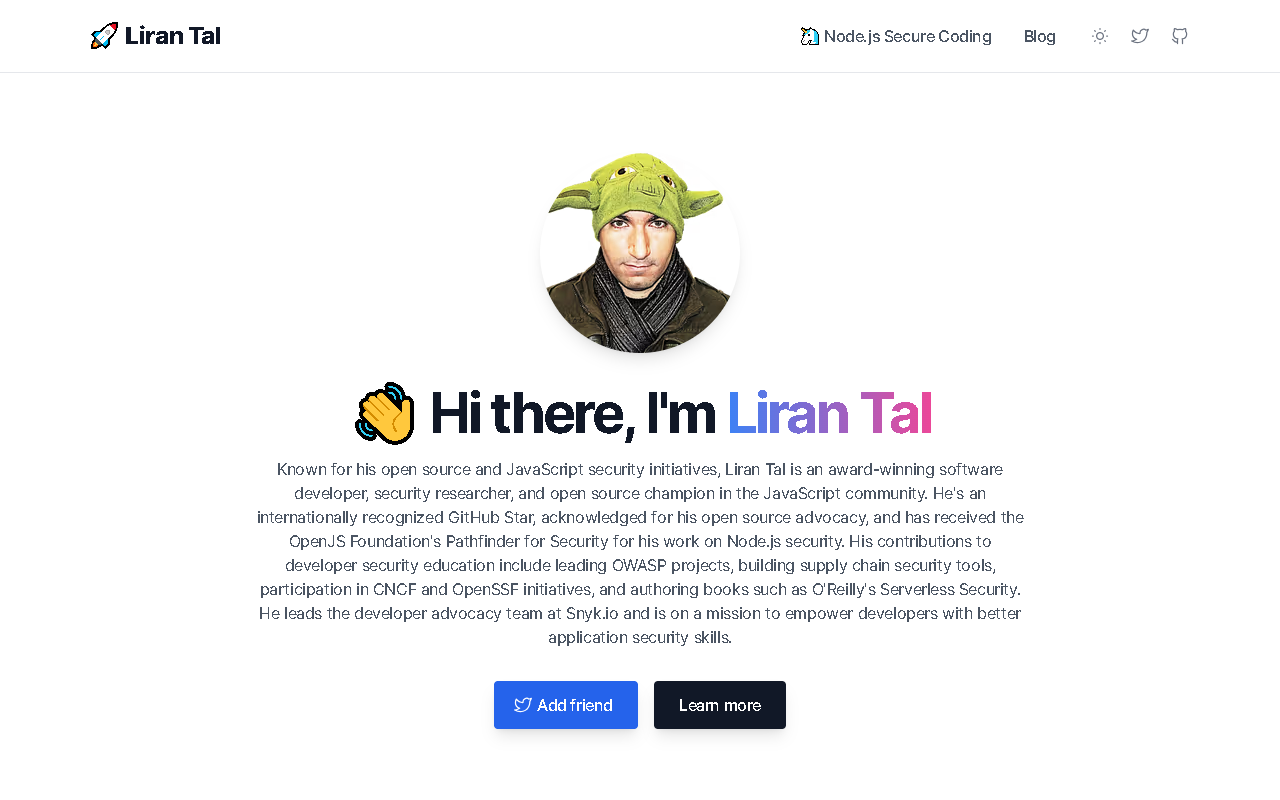 Liran Tal
Node.js Secure Coding
Blog
Hi there, I'm Liran Tal
Known for his open source and JavaScript security initiatives, Liran Tal is an award-winning software
developer, security researcher, and open source champion in the JavaScript community. He's an
internationally recognized GitHub Star, acknowledged for his open source advocacy, and has received the
OpenJS Foundation's Pathfinder for Security for his work on Node.js security. His contributions to
developer security education include leading OWASP projects, building supply chain security tools,
participation in CNCF and OpenSSF initiatives, and authoring books such as O'Reilly's Serverless Security.
He leads the developer advocacy team at Snyk.io and is on a mission to empower developers with better
application security skills.
Add friend
Learn more